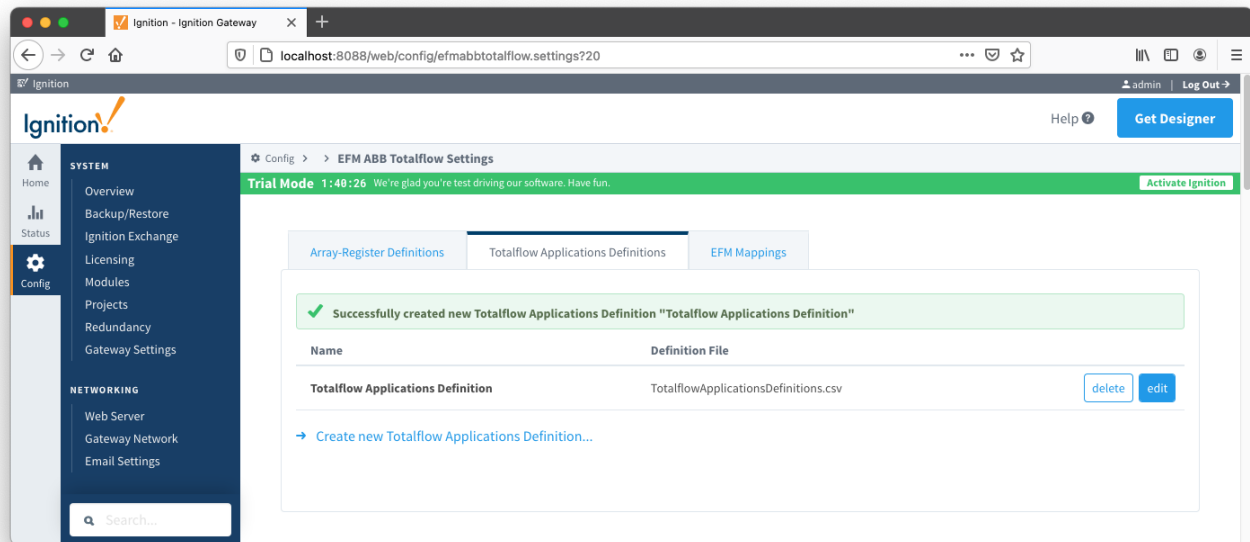 Ignition - Ignition Gateway
localhost:8088/web/config/efmabbtotalflow.settings?20
Ignition
admin | Log Out
Ignition!
Help
Get Designer
Home
Status
Config
SYSTEM
Overview
Backup/Restore
Ignition Exchange
Licensing
Modules
Projects
Redundancy
Gateway Settings
NETWORKING
Web Server
Gateway Network
Email Settings
Search...
Config > > EFM ABB Totalflow Settings
Trial Mode 1:40:26 We're glad you're test driving our software. Have fun.
Activate Ignition
Array-Register Definitions
Totalflow Applications Definitions
EFM Mappings
Successfully created new Totalflow Applications Definition "Totalflow Applications Definition"
Name Definition File
Totalflow Applications Definition TotalflowApplicationsDefinitions.csv delete edit
→ Create new Totalflow Applications Definition...